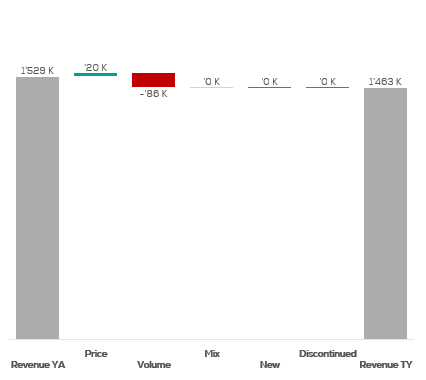 1'529 K
'20 K
-'86 K
'0 K
'0 K
'0 K
1'463 K
Revenue YA
Price
Volume
Mix
New
Discontinued
Revenue TY